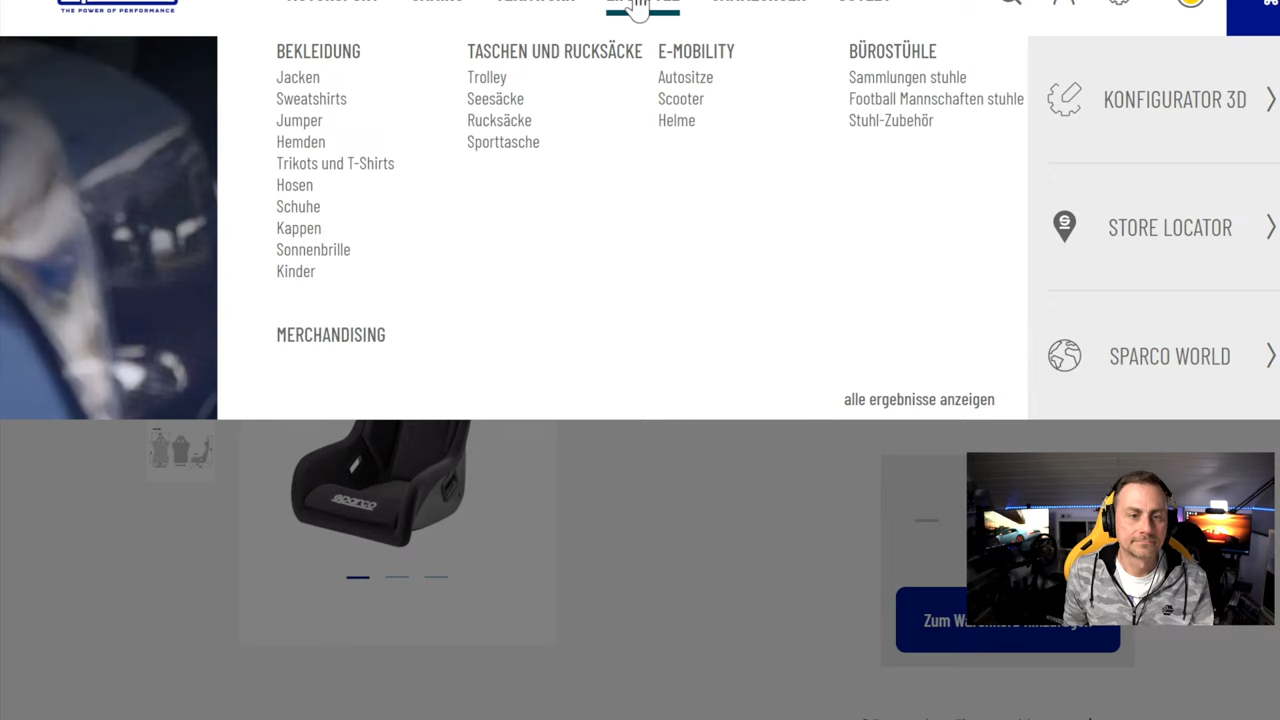 THE POWER OF PERFORMANCE
BEKLEIDUNG
Jacken
Sweatshirts
Jumper
Hemden
Trikots und T-Shirts
Hosen
Schuhe
Kappen
Sonnenbrille
Kinder
MERCHANDISING
TASCHEN UND RUCKSÄCKE
Trolley
Seesäcke
Rucksäcke
Sporttasche
E-MOBILITY
Autositze
Scooter
Helme
BÜROSTÜHLE
Sammlungen stuhle
Football Mannschaften stuhle
Stuhl-Zubehör
alle ergebnisse anzeigen
KONFIGURATOR 3D
STORE LOCATOR
SPARCO WORLD
sparco
Zum